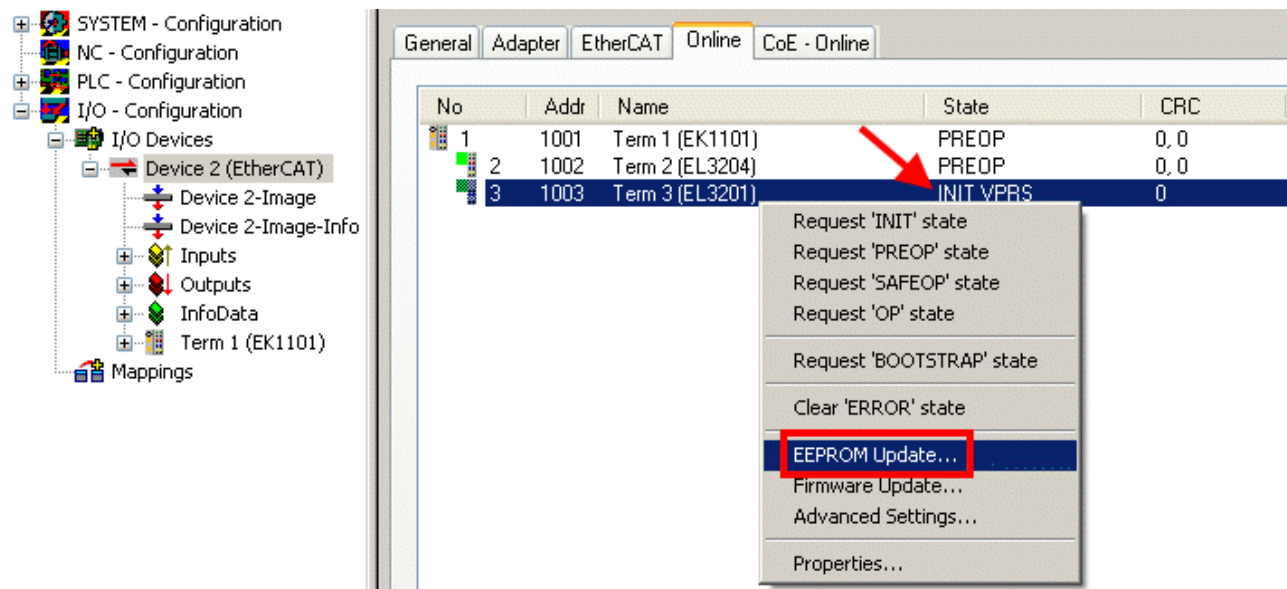 SYSTEM - Configuration
NC - Configuration
PLC - Configuration
I/O - Configuration
I/O Devices
Device 2 (EtherCAT)
Device 2-Image
Device 2-Image-Info
Inputs
Outputs
InfoData
Term 1 (EK1101)
Mappings
General Adapter EtherCAT Online CoE - Online
No Addr Name State CRC
1 1001 Term 1 (EK1101) PREOP 0, 0
2 1002 Term 2 (EL3204) PREOP 0, 0
3 1003 Term 3 (EL3201) INIT VPRS 0
Request 'INIT' state
Request 'PREOP' state
Request 'SAFEOP' state
Request 'OP' state
Request 'BOOTSTRAP' state
Clear 'ERROR' state
EEPROM Update...
Firmware Update...
Advanced Settings...
Properties...